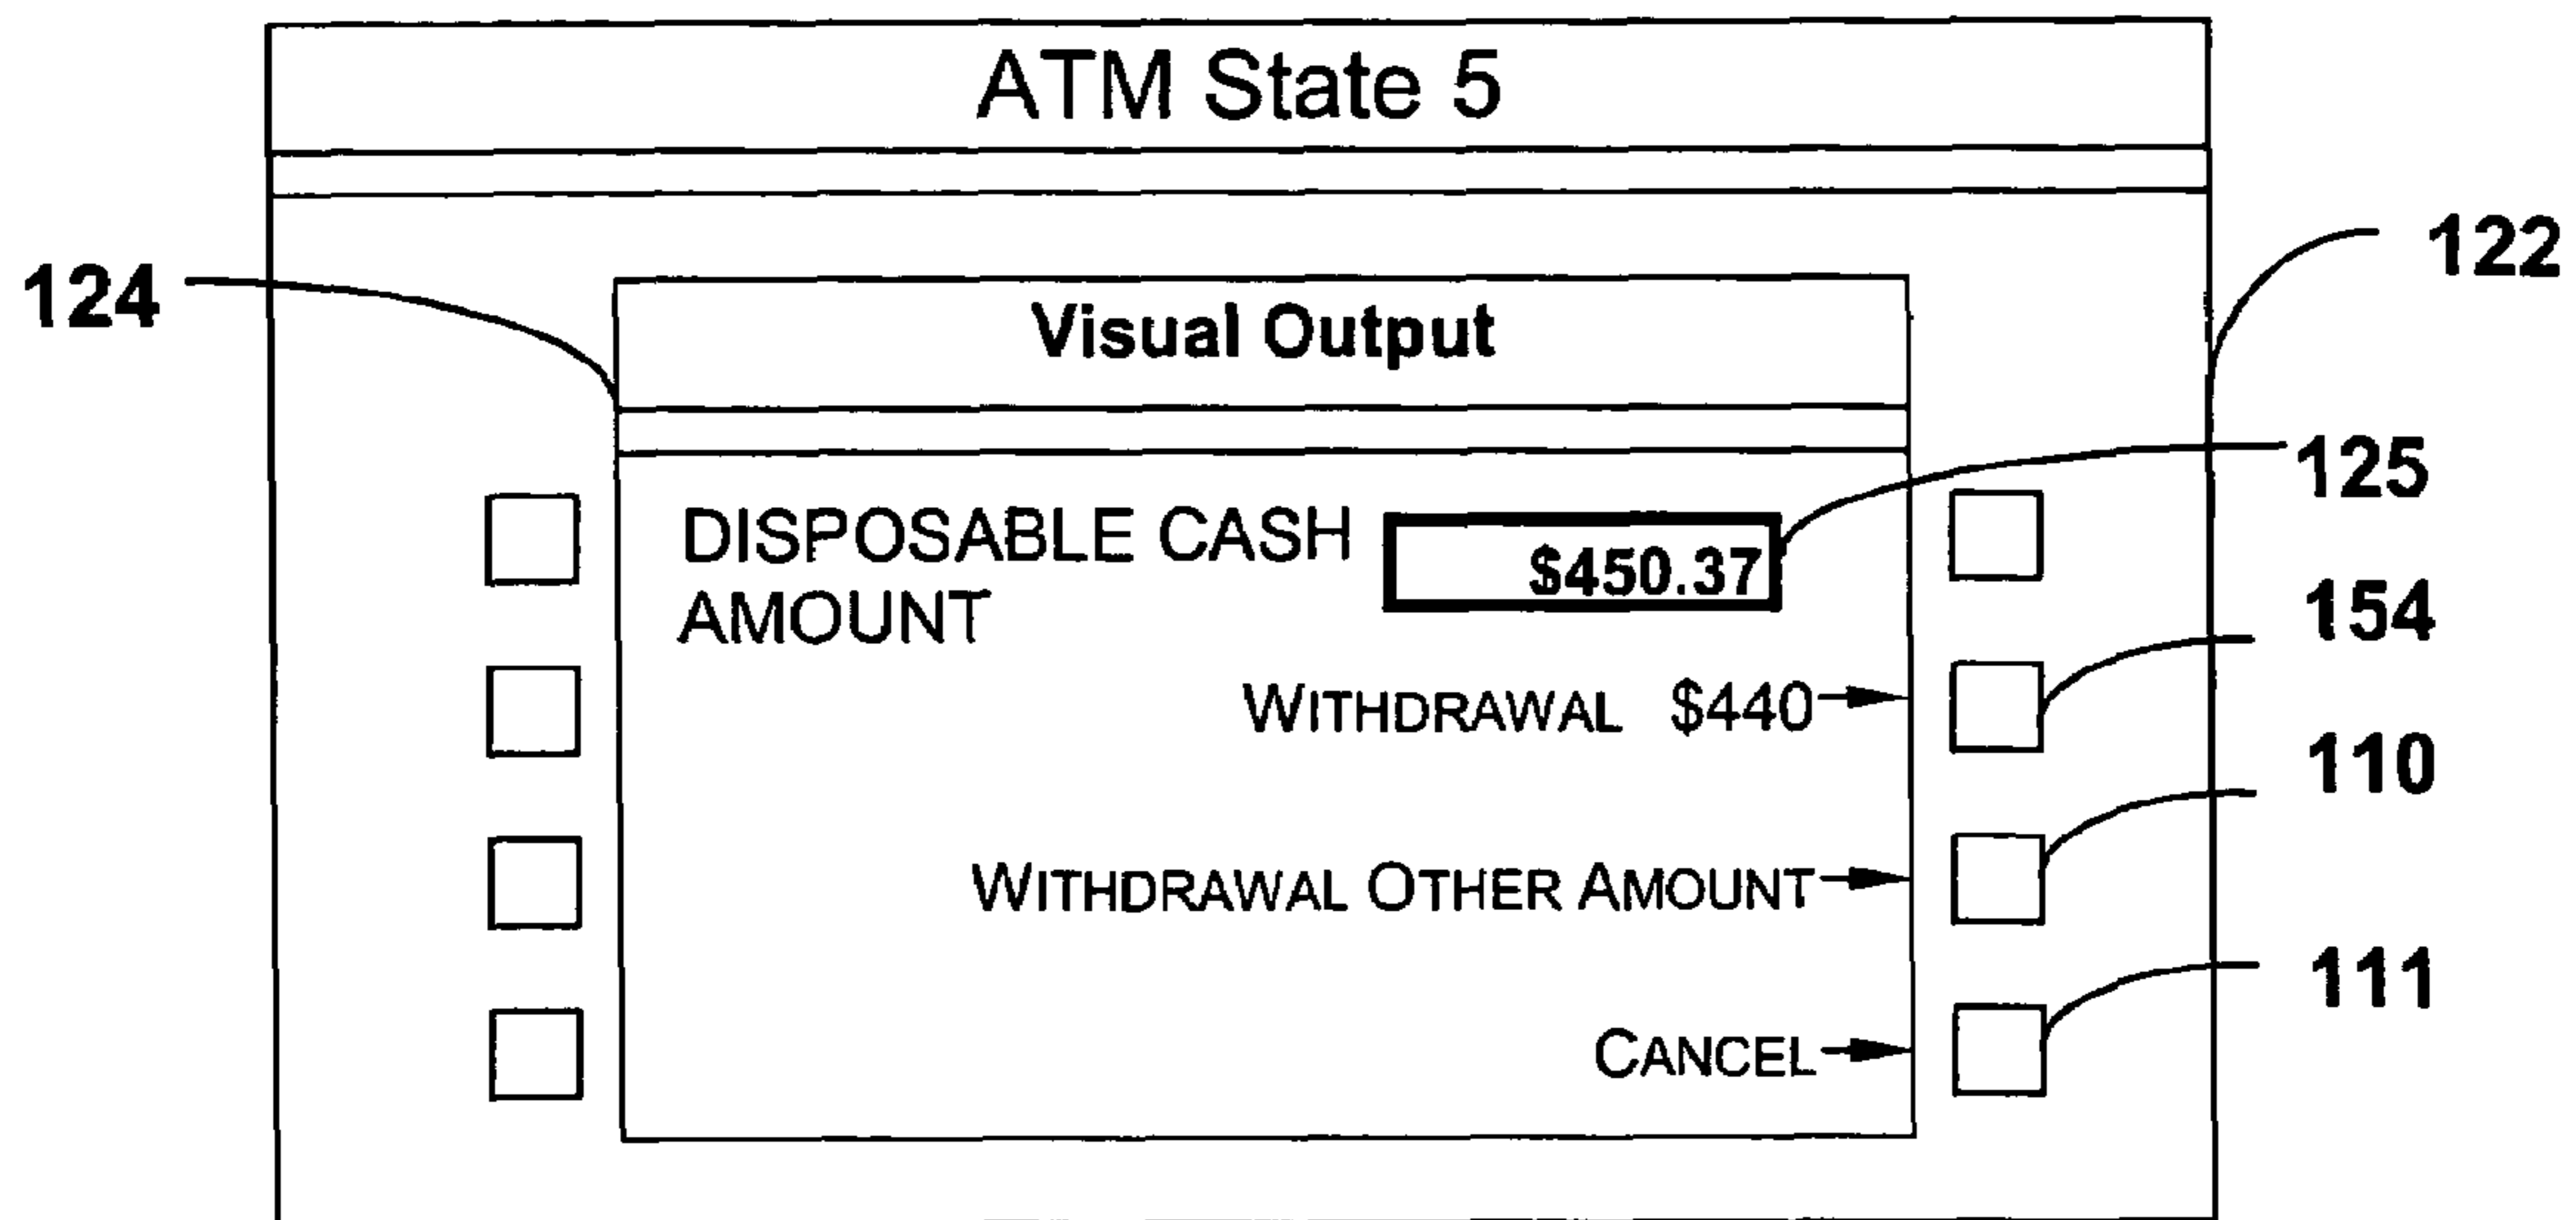 ATM State 5
122
124
Visual Output
125
DISPOSABLE CASH
AMOUNT
$450.37
154
WITHDRAWAL $440
110
WITHDRAWAL OTHER AMOUNT
111
CANCEL